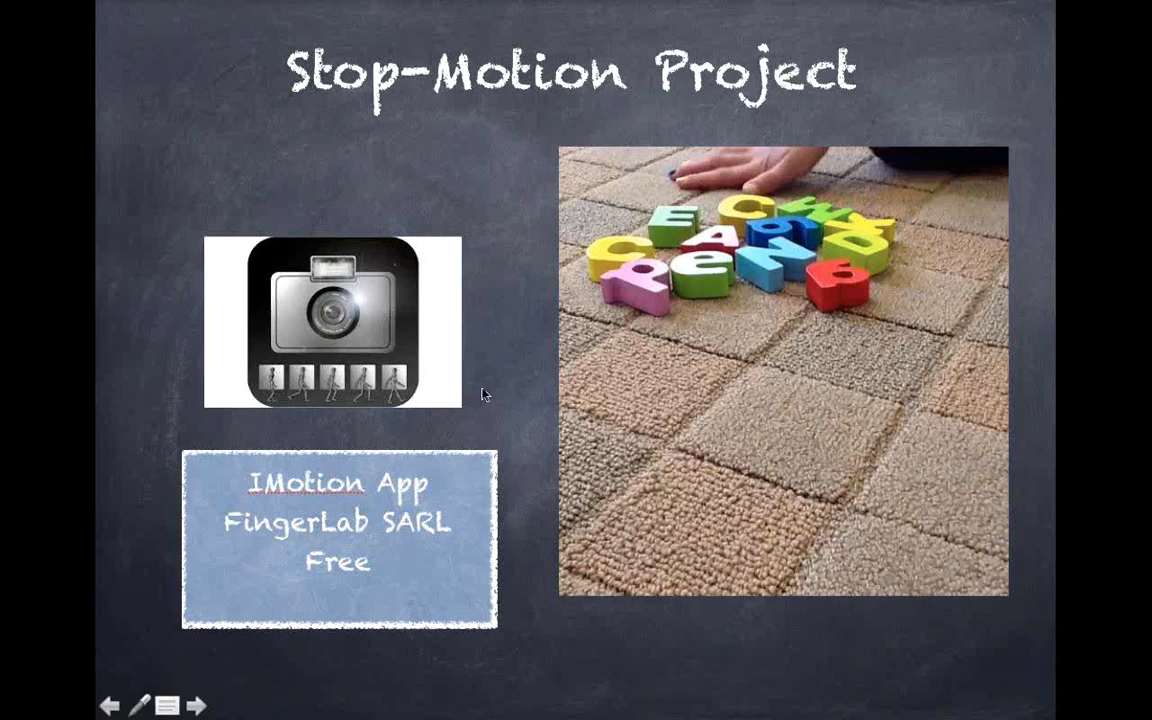 Stop-Motion Project
E C W
C A g X
P e N D
a
IMotion App
FingerLab SARL
Free